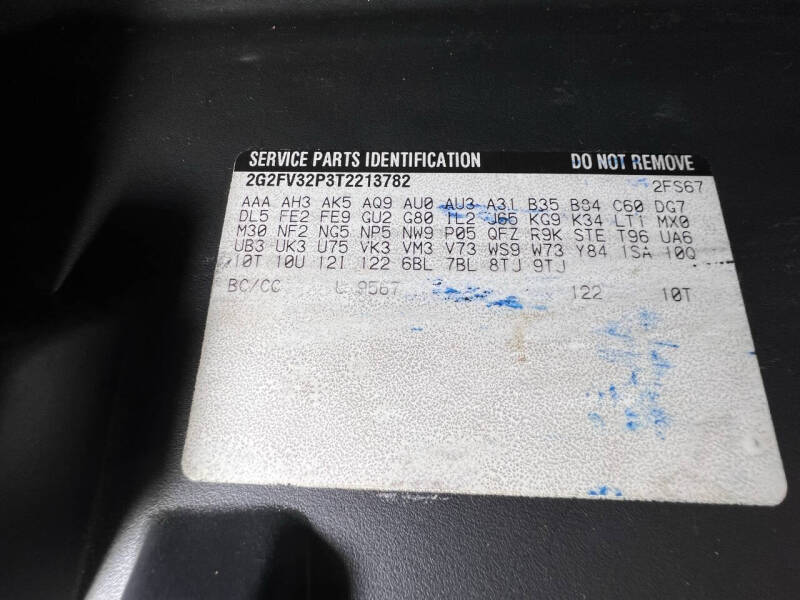 SERVICE PARTS IDENTIFICATION DO NOT REMOVE
2G2FV32P3T2213782 2FS67
AAA AH3 AK5 AQ9 AU0 AU3 A31 B35 B84 C60 DG7
DL5 FE2 FE9 GU2 G80 IL2 J65 KG9 K34 LT1 MX0
M30 NF2 NG5 NP5 NW9 P05 QFZ R9K STE T96 UA6
UB3 UK3 U75 VK3 VM3 V73 WS9 W73 Y84 1SA 10Q
10T 10U 12I 122 6BL 7BL 8TJ 9TJ
BC/CC U 9567 122 10T